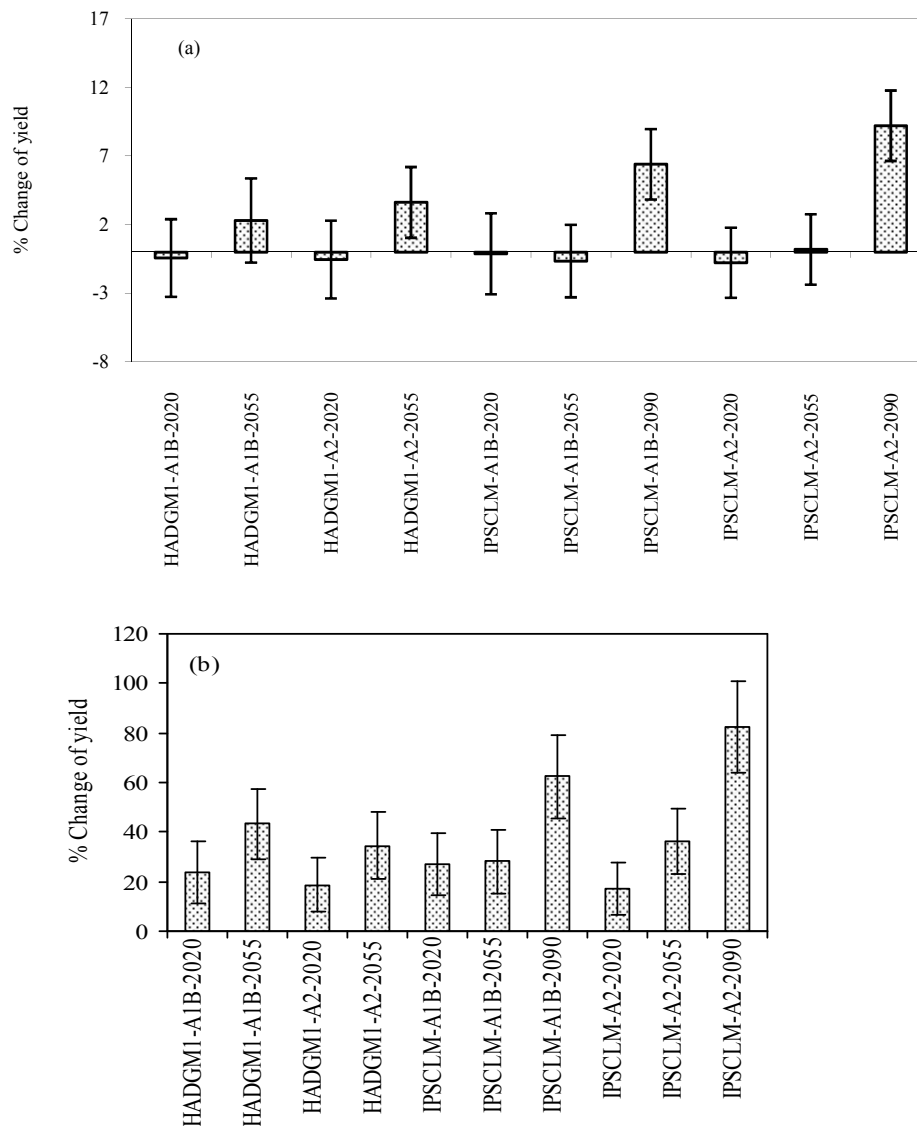 17
(a)
12
7
2
-3
-8
% Change of yield
HADGM1-A1B-2020
HADGM1-A1B-2055
HADGM1-A2-2020
HADGM1-A2-2055
IPSCLM-A1B-2020
IPSCLM-A1B-2055
IPSCLM-A1B-2090
IPSCLM-A2-2020
IPSCLM-A2-2055
IPSCLM-A2-2090
120
(b)
100
80
60
40
20
0
% Change of yield
HADGM1-A1B-2020
HADGM1-A1B-2055
HADGM1-A2-2020
HADGM1-A2-2055
IPSCLM-A1B-2020
IPSCLM-A1B-2055
IPSCLM-A1B-2090
IPSCLM-A2-2020
IPSCLM-A2-2055
IPSCLM-A2-2090